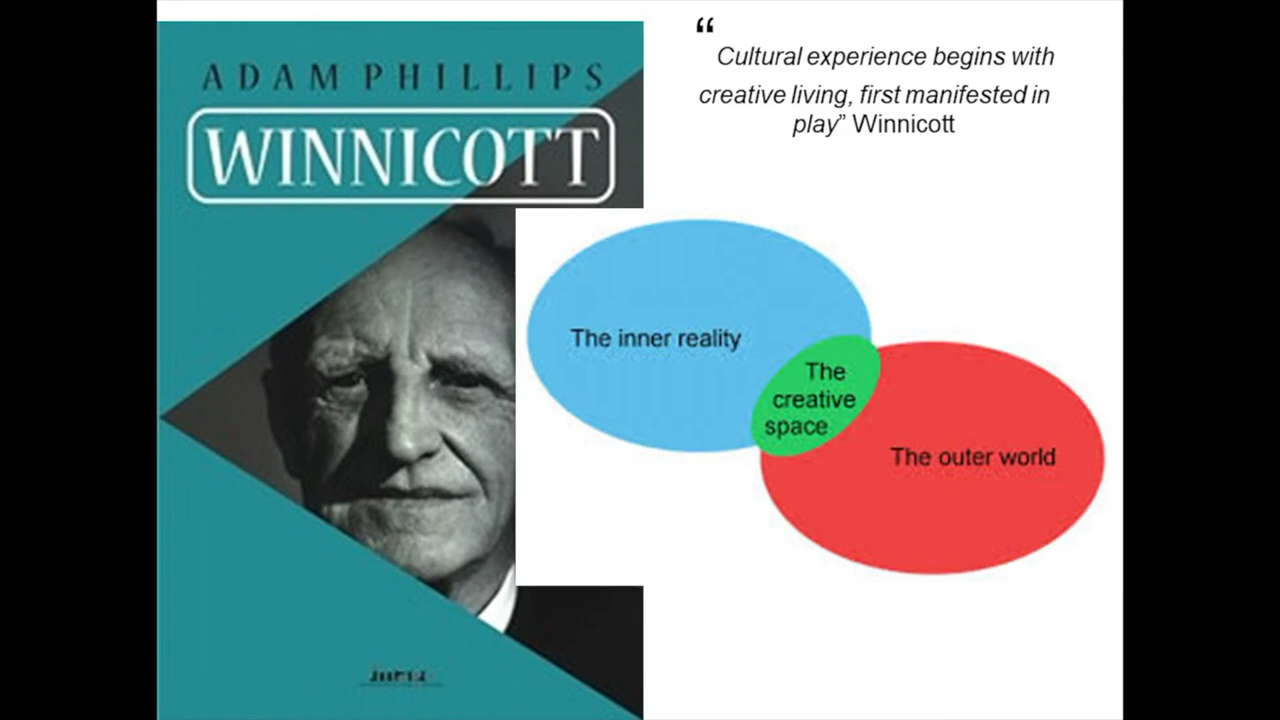 ADAM PHILLIPS
WINNICOTT
“
Cultural experience begins with
creative living, first manifested in
play” Winnicott
The inner reality
The
creative
space
The outer world